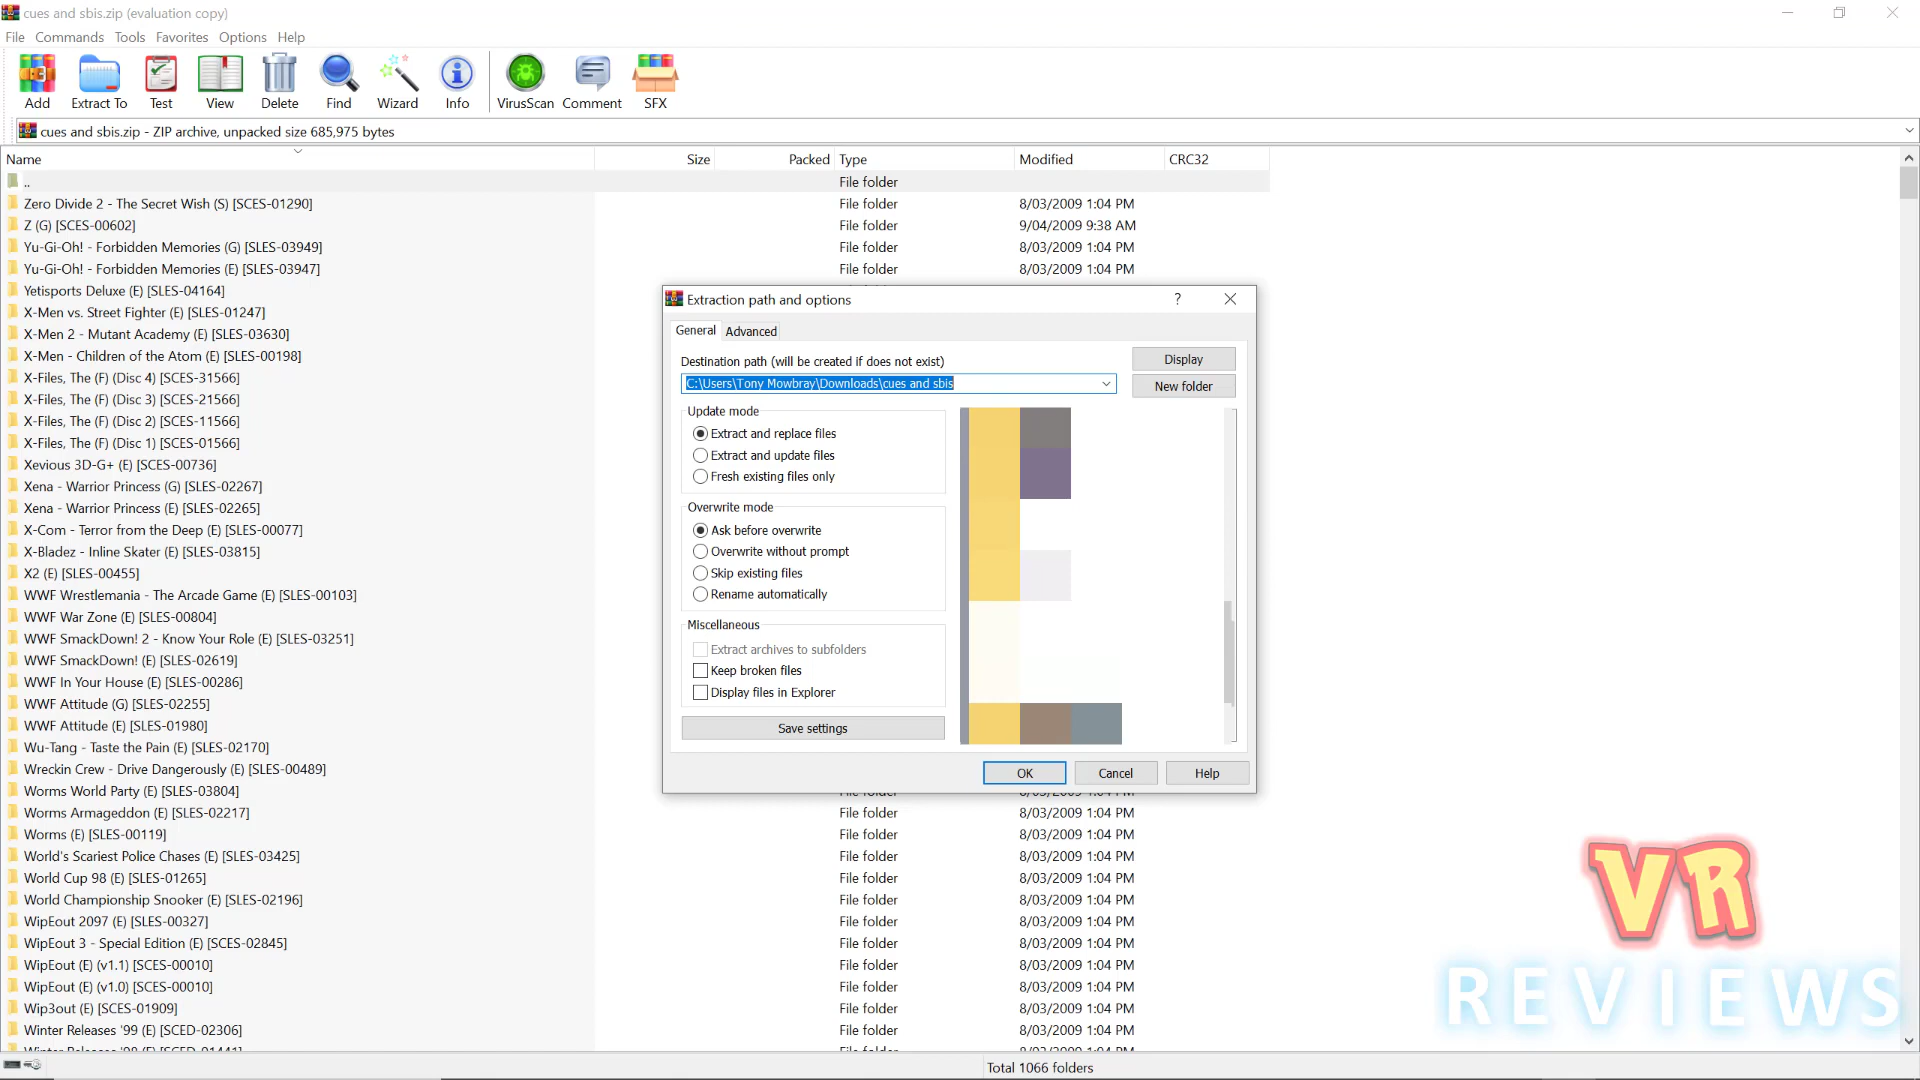 cues and sbis.zip (evaluation copy)
File Commands Tools Favorites Options Help
Add Extract To Test View Delete Find Wizard Info VirusScan Comment SFX
cues and sbis.zip - ZIP archive, unpacked size 685,975 bytes
Name Size Packed Type Modified CRC32
.. File folder
Zero Divide 2 - The Secret Wish (S) [SCES-01290] File folder 8/03/2009 1:04 PM
Z (G) [SCES-00602] File folder 9/04/2009 9:38 AM
Yu-Gi-Oh! - Forbidden Memories (G) [SLES-03949] File folder 8/03/2009 1:04 PM
Yu-Gi-Oh! - Forbidden Memories (E) [SLES-03947] File folder 8/03/2009 1:04 PM
Yetisports Deluxe (E) [SLES-04164]
X-Men vs. Street Fighter (E) [SLES-01247]
X-Men 2 - Mutant Academy (E) [SLES-03630]
X-Men - Children of the Atom (E) [SLES-00198]
X-Files, The (F) (Disc 4) [SCES-31566]
X-Files, The (F) (Disc 3) [SCES-21566]
X-Files, The (F) (Disc 2) [SCES-11566]
X-Files, The (F) (Disc 1) [SCES-01566]
Xevious 3D-G+ (E) [SCES-00736]
Xena - Warrior Princess (G) [SLES-02267]
Xena - Warrior Princess (E) [SLES-02265]
X-Com - Terror from the Deep (E) [SLES-00077]
X-Bladez - Inline Skater (E) [SLES-03815]
X2 (E) [SLES-00455]
WWF Wrestlemania - The Arcade Game (E) [SLES-00103]
WWF War Zone (E) [SLES-00804]
WWF SmackDown! 2 - Know Your Role (E) [SLES-03251]
WWF SmackDown! (E) [SLES-02619]
WWF In Your House (E) [SLES-00286]
WWF Attitude (G) [SLES-02255]
WWF Attitude (E) [SLES-01980]
Wu-Tang - Taste the Pain (E) [SLES-02170]
Wreckin Crew - Drive Dangerously (E) [SLES-00489]
Worms World Party (E) [SLES-03804]
Worms Armageddon (E) [SLES-02217] File folder 8/03/2009 1:04 PM
Worms (E) [SLES-00119] File folder 8/03/2009 1:04 PM
World's Scariest Police Chases (E) [SLES-03425] File folder 8/03/2009 1:04 PM
World Cup 98 (E) [SLES-01265] File folder 8/03/2009 1:04 PM
World Championship Snooker (E) [SLES-02196] File folder 8/03/2009 1:04 PM
WipEout 2097 (E) [SLES-00327] File folder 8/03/2009 1:04 PM
WipEout 3 - Special Edition (E) [SCES-02845] File folder 8/03/2009 1:04 PM
WipEout (E) (v1.1) [SCES-00010] File folder 8/03/2009 1:04 PM
WipEout (E) (v1.0) [SCES-00010] File folder 8/03/2009 1:04 PM
Wip3out (E) [SCES-01909] File folder 8/03/2009 1:04 PM
Winter Releases '99 (E) [SCED-02306] File folder 8/03/2009 1:04 PM
Total 1066 folders
Extraction path and options ?
General Advanced
Destination path (will be created if does not exist)
C:\Users\Tony Mowbray\Downloads\cues and sbis
Display
New folder
Update mode
Extract and replace files
Extract and update files
Fresh existing files only
Overwrite mode
Ask before overwrite
Overwrite without prompt
Skip existing files
Rename automatically
Miscellaneous
Extract archives to subfolders
Keep broken files
Display files in Explorer
Save settings
OK Cancel Help
VR
REVIEWS